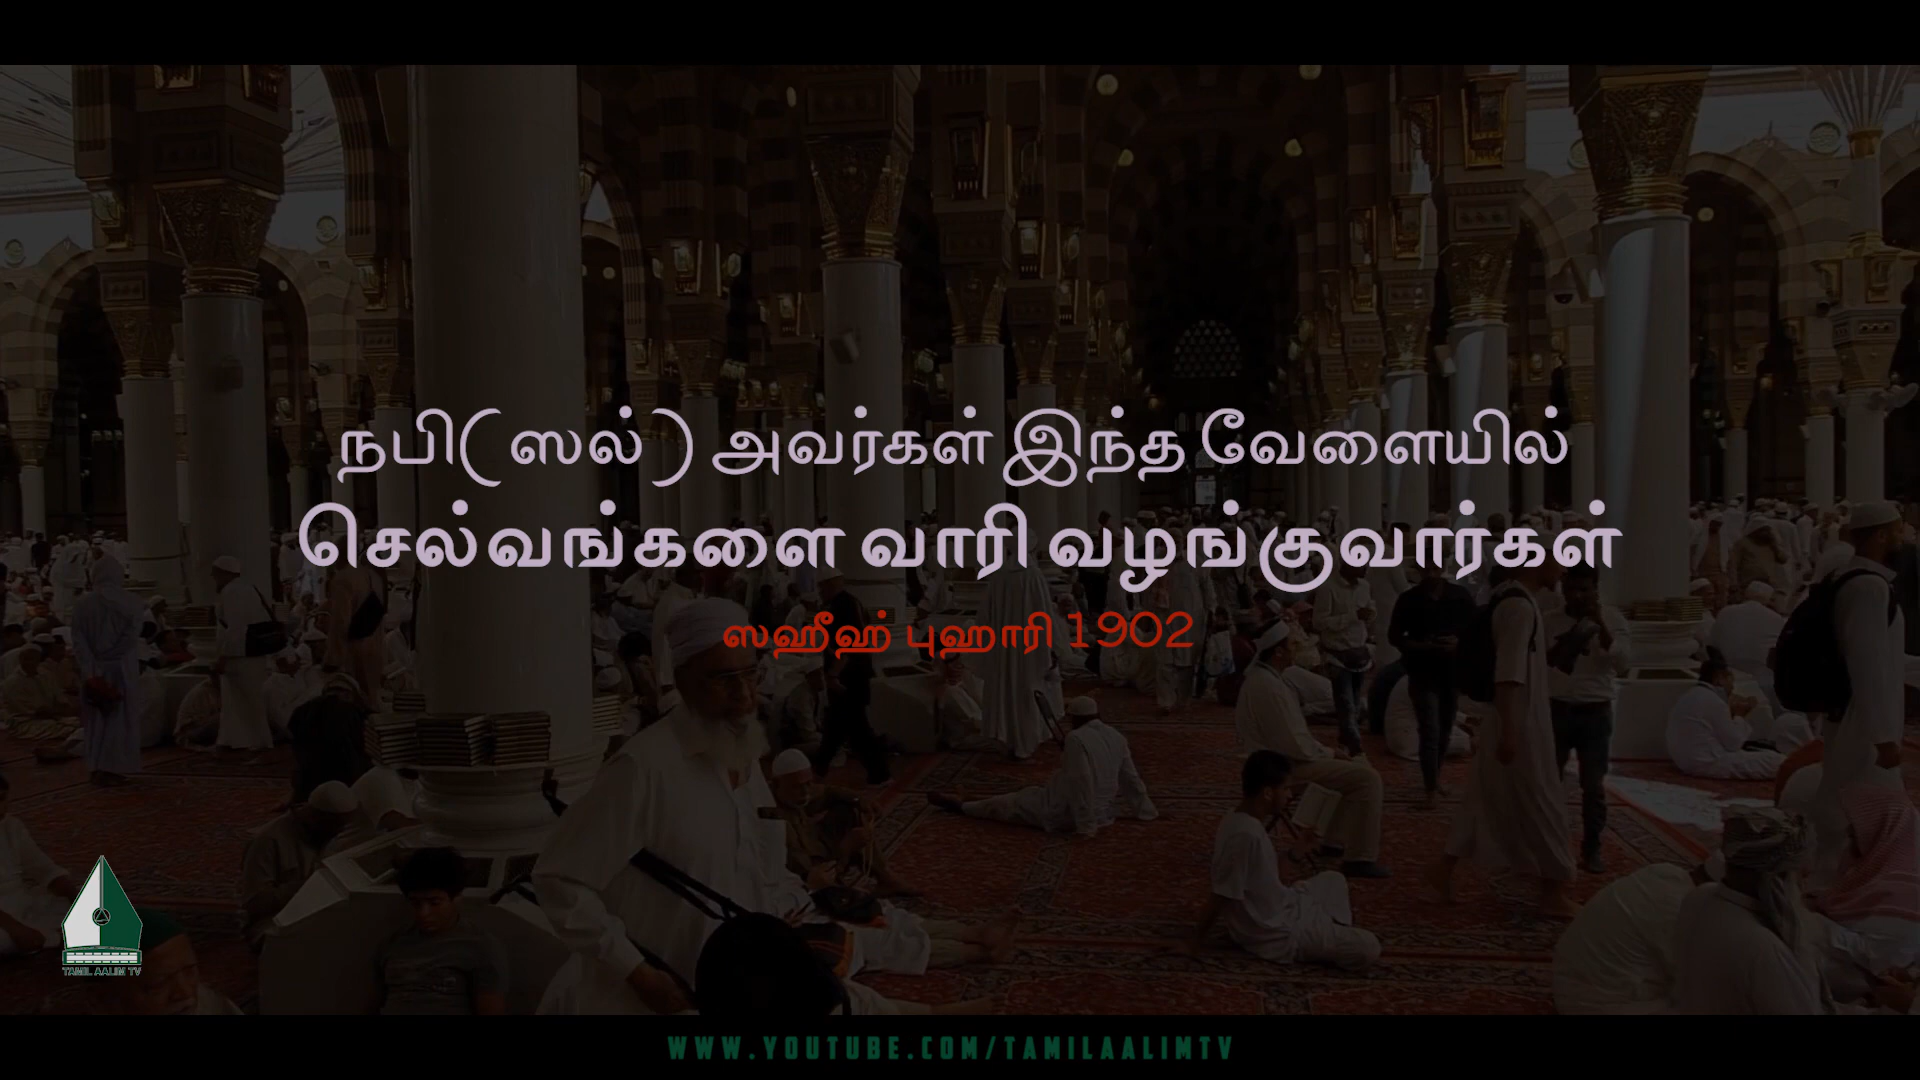 நபி( ஸல் ) அவர்கள் இந்த வேளையில்
செல்வங்களை வாரி வழங்குவார்கள்
ஸஹீஹ் புஹாரி 1902
TAMIL AALIM TV
WWW.YOUTUBE.COM/TAMILAALIMTV